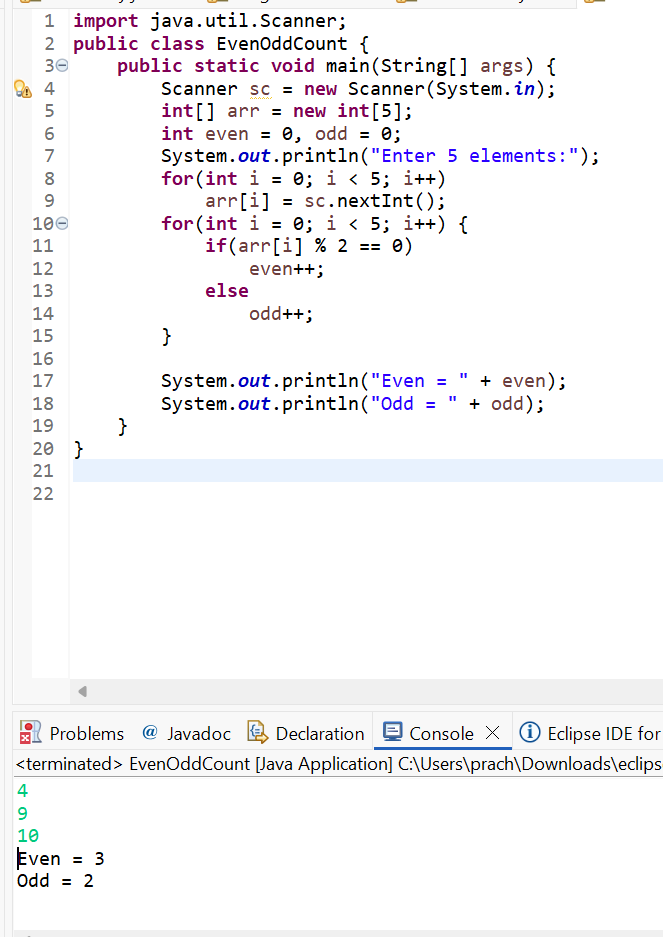 1 import java.util.Scanner;
2 public class EvenOddCount {
3     public static void main(String[] args) {
4         Scanner sc = new Scanner(System.in);
5         int[] arr = new int[5];
6         int even = 0, odd = 0;
7         System.out.println("Enter 5 elements:");
8         for(int i = 0; i < 5; i++)
9             arr[i] = sc.nextInt();
10         for(int i = 0; i < 5; i++) {
11             if(arr[i] % 2 == 0)
12                 even++;
13             else
14                 odd++;
15         }
16
17         System.out.println("Even = " + even);
18         System.out.println("Odd = " + odd);
19     }
20 }
21
22
Problems @ Javadoc Declaration Console Eclipse IDE for
<terminated> EvenOddCount [Java Application] C:\Users\prach\Downloads\eclips
4
9
10
Even = 3
Odd = 2